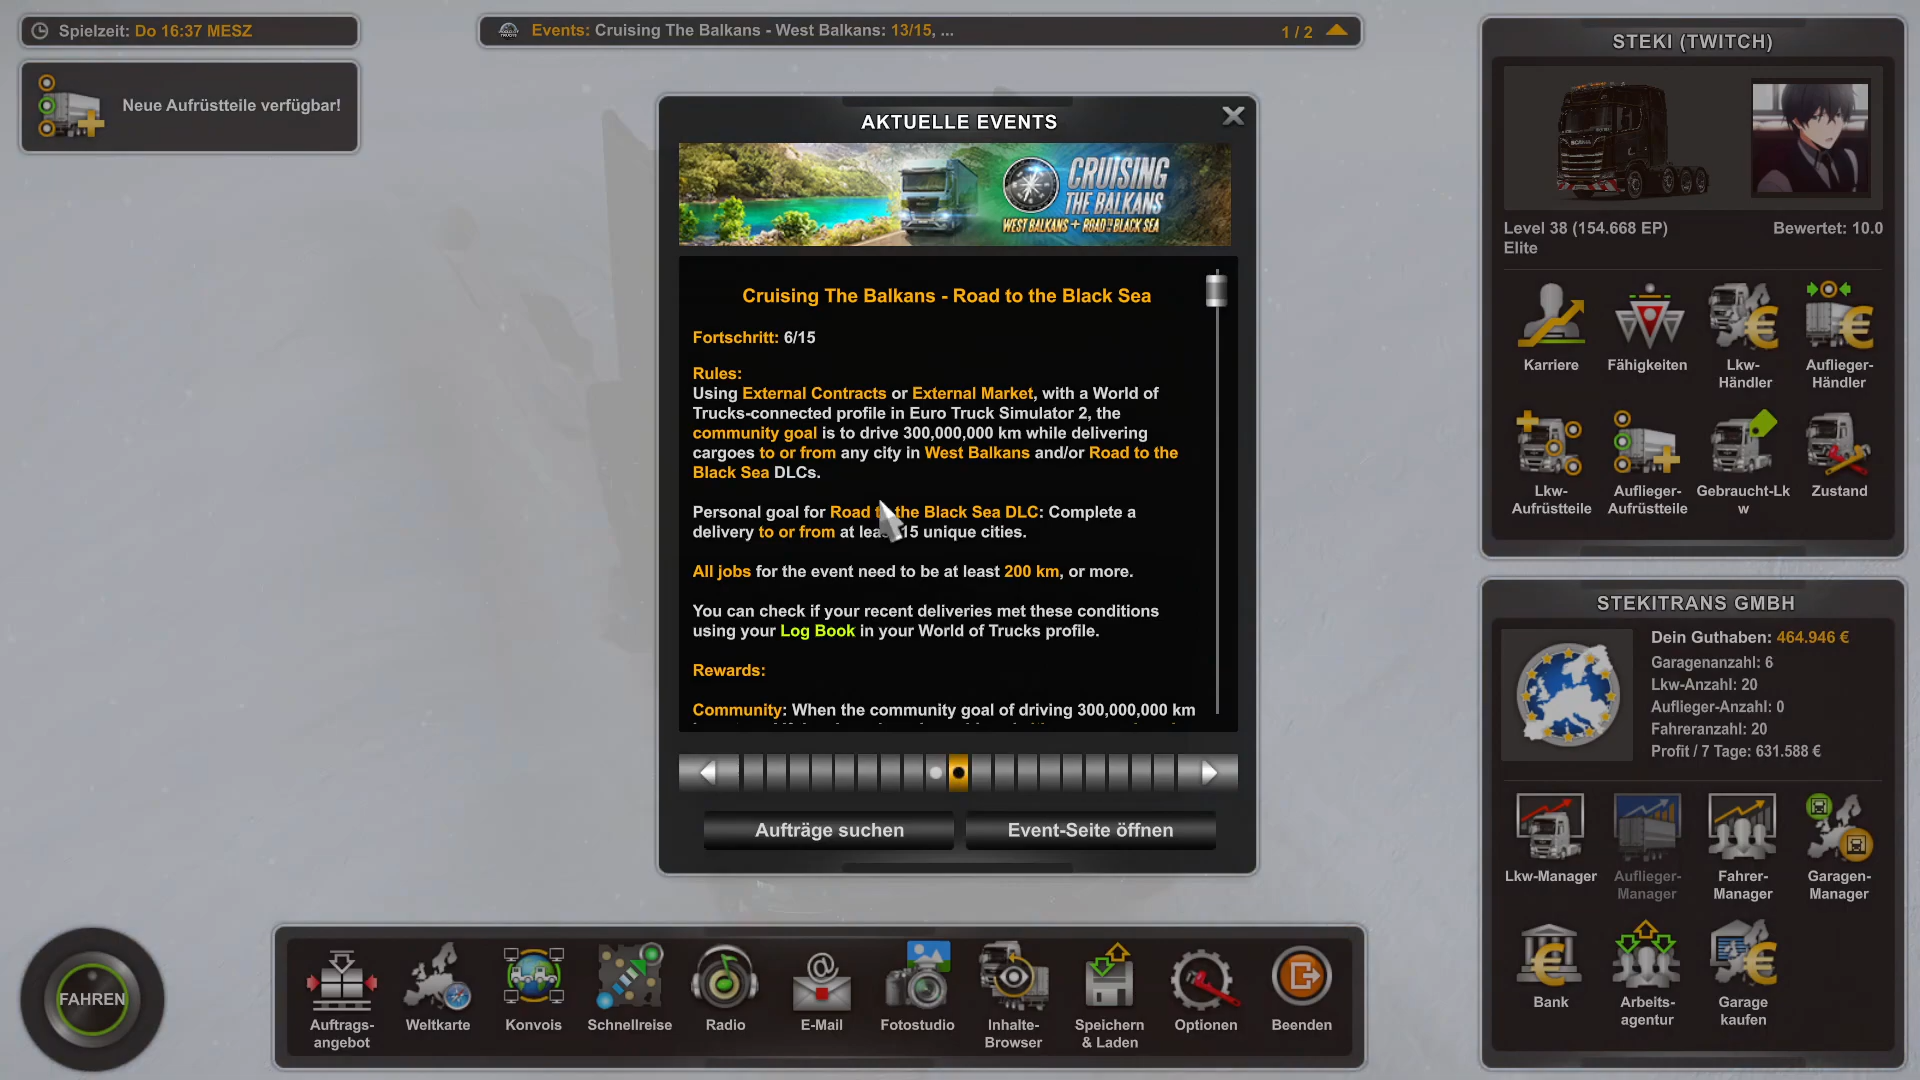 Spielzeit: Do 16:37 MESZ
Neue Aufrüstteile verfügbar!
Events: Cruising The Balkans - West Balkans: 13/15, ...
1 / 2
AKTUELLE EVENTS
CRUISING
THE BALKANS
WEST BALKANS + ROAD TO THE BLACK SEA
Cruising The Balkans - Road to the Black Sea
Fortschritt: 6/15
Rules:
Using External Contracts or External Market, with a World of
Trucks-connected profile in Euro Truck Simulator 2, the
community goal is to drive 300,000,000 km while delivering
cargoes to or from any city in West Balkans and/or Road to the
Black Sea DLCs.
Personal goal for Road to the Black Sea DLC: Complete a
delivery to or from at least 15 unique cities.
All jobs for the event need to be at least 200 km, or more.
You can check if your recent deliveries met these conditions
using your Log Book in your World of Trucks profile.
Rewards:
Community: When the community goal of driving 300,000,000 km
Aufträge suchen
Event-Seite öffnen
STEKI (TWITCH)
Level 38 (154.668 EP)
Bewertet: 10.0
Elite
Karriere
Fähigkeiten
Lkw-
Händler
Auflieger-
Händler
Lkw-
Aufrüstteile
Auflieger-
Aufrüstteile
Gebraucht-Lk
w
Zustand
STEKITRANS GMBH
Dein Guthaben: 464.946 €
Garagenanzahl: 6
Lkw-Anzahl: 20
Auflieger-Anzahl: 0
Fahreranzahl: 20
Profit / 7 Tage: 631.588 €
Lkw-Manager
Auflieger-
Manager
Fahrer-
Manager
Garagen-
Manager
Bank
Arbeits-
agentur
Garage
kaufen
FAHREN
Auftrags-
angebot
Weltkarte
Konvois
Schnellreise
Radio
E-Mail
Fotostudio
Inhalte-
Browser
Speichern
& Laden
Optionen
Beenden